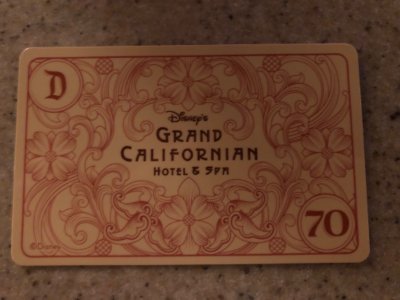 D
Disney's
GRAND
CALIFORNIAN
HOTEL & SPA
©Disney
70